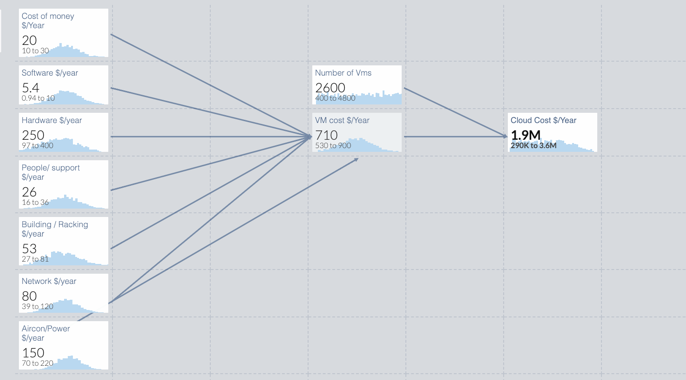 Cost of money
$/Year
20
10 to 30
Software $/year
5.4
0.94 to 10
Hardware $/year
250
97 to 400
People/ support
$/year
26
16 to 36
Building / Racking
$/year
53
27 to 81
Network $/year
80
39 to 120
Aircon/Power
$/year
150
70 to 220
Number of Vms
2600
400 to 4800
VM cost $/Year
710
530 to 900
Cloud Cost $/Year
1.9M
290K to 3.6M